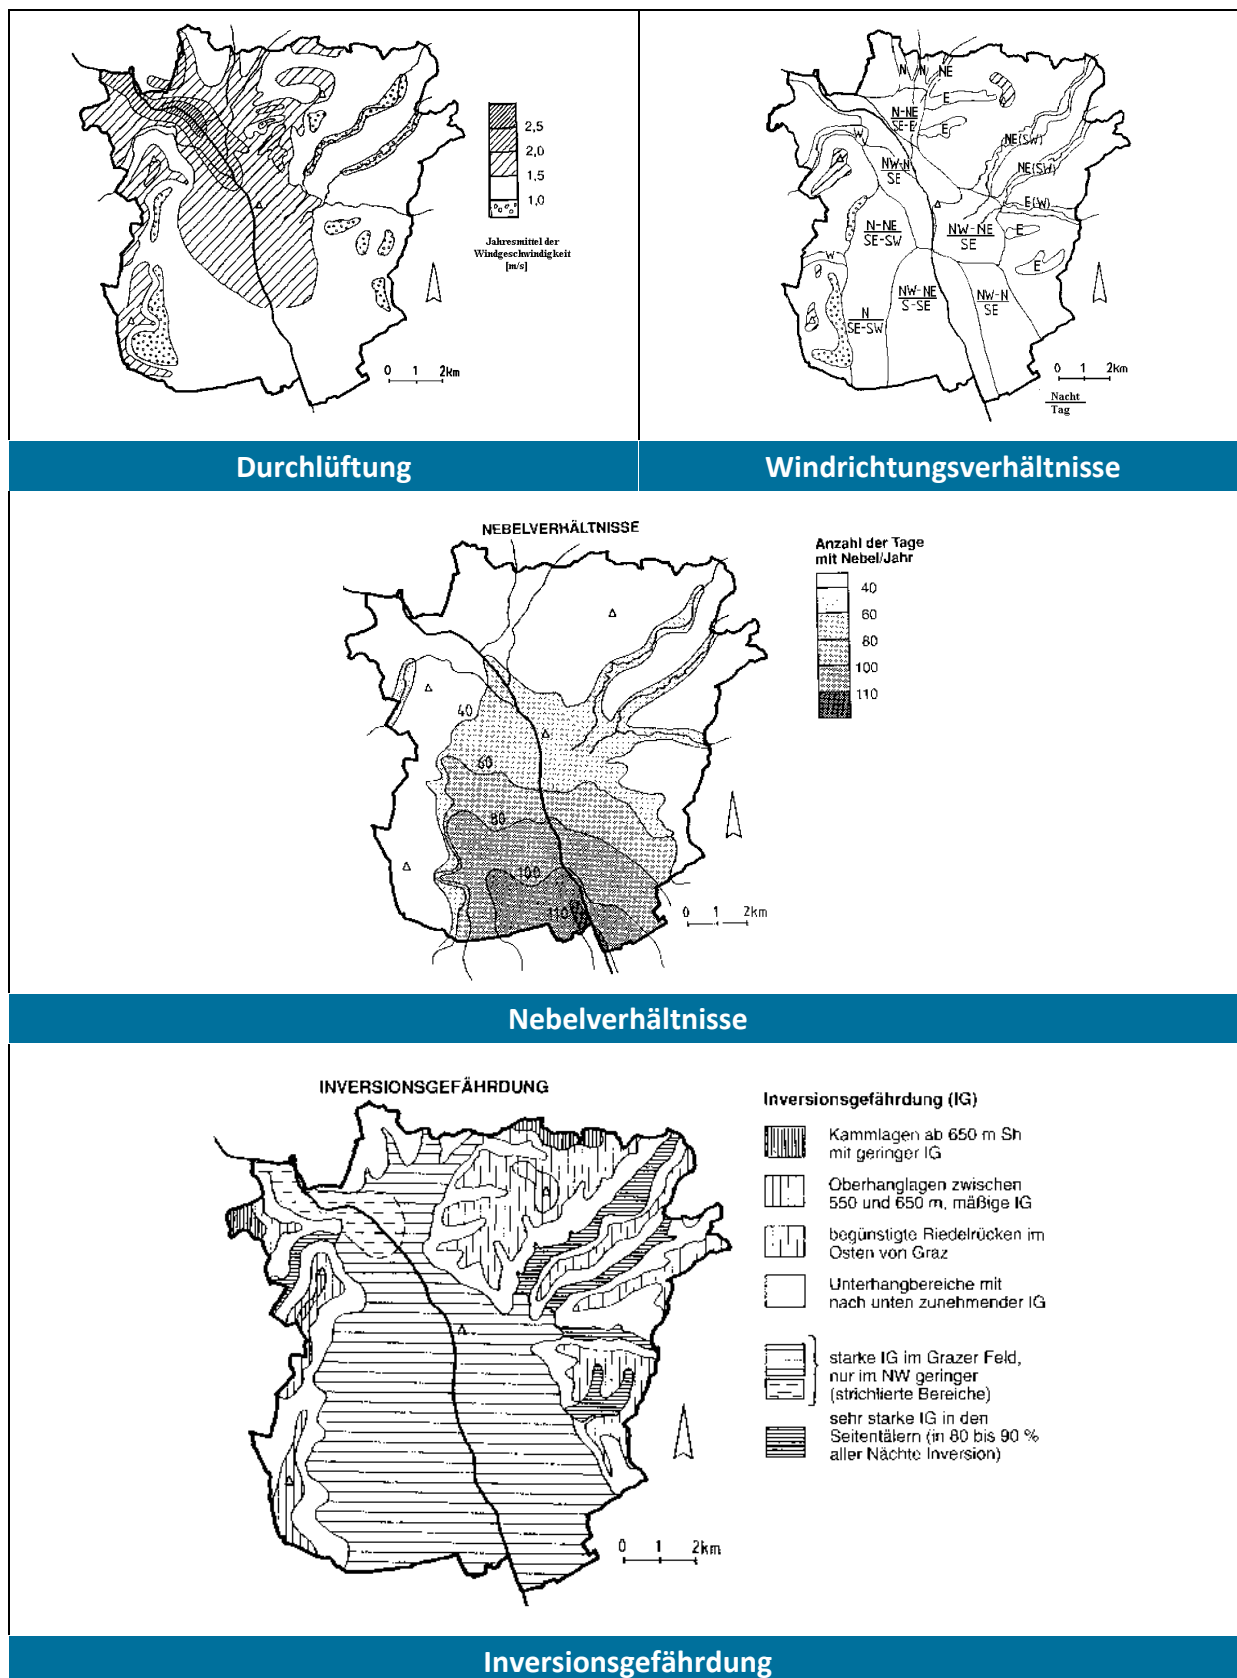 N
N
NE
E
N-NE
SE-E
E
2,5
2,0
1,5
1,0
W
NW-N
SE
NE(SW)
NE(SW)
E(W)
Jahresmittel der
Windgeschwindigkeit
[m/s]
N-NE
SE-SW
NW-NE
SE
E
E
W
NW-NE
S-SE
NW-N
SE
N
SE-SW
0 1 2km
0 1 2km
Nacht
Tag
Durchlüftung
Windrichtungsverhältnisse
NEBELVERHÄLTNISSE
Anzahl der Tage
mit Nebel/Jahr
40
60
80
100
110
40
60
80
100
110
0 1 2km
Nebelverhältnisse
INVERSIONSGEFÄHRDUNG
Inversionsgefährdung (IG)
Kammlagen ab 650 m Sh
mit geringer IG
Oberhanglagen zwischen
550 und 650 m, mäßige IG
begünstigte Riedelrücken im
Osten von Graz
Unterhangbereiche mit
nach unten zunehmender IG
starke IG im Grazer Feld,
nur im NW geringer
(strichlierte Bereiche)
sehr starke IG in den
Seitentälern (in 80 bis 90 %
aller Nächte Inversion)
0 1 2km
Inversionsgefährdung